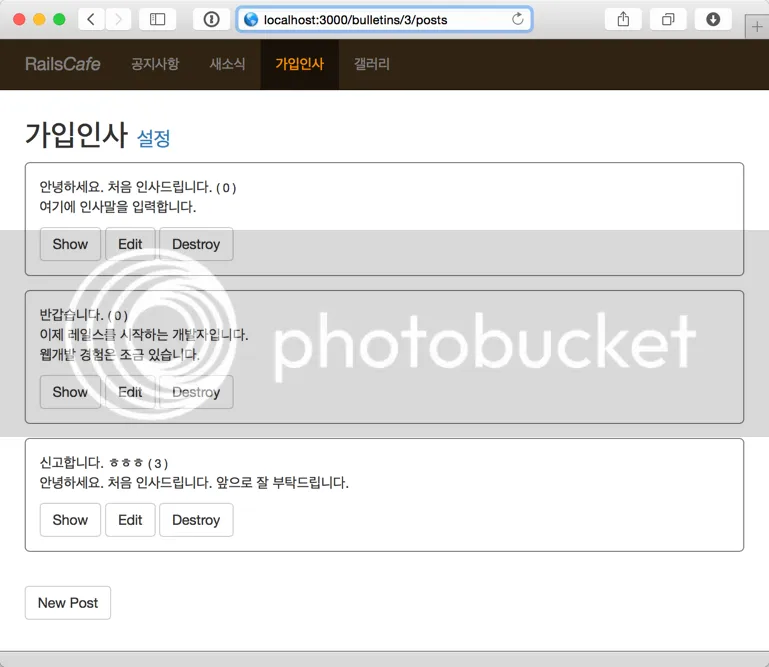 localhost:3000/bulletins/3/posts
RailsCafe 공지사항 새소식 가입인사 갤러리
가입인사 설정
안녕하세요. 처음 인사드립니다. ( 0 )
여기에 인사말을 입력합니다.
Show Edit Destroy
반갑습니다. ( 0 )
이제 레일스를 시작하는 개발자입니다.
웹개발 경험은 조금 있습니다.
photobucket
Show Edit Destroy
신고합니다. ㅎㅎㅎ ( 3 )
안녕하세요. 처음 인사드립니다. 앞으로 잘 부탁드립니다.
Show Edit Destroy
New Post